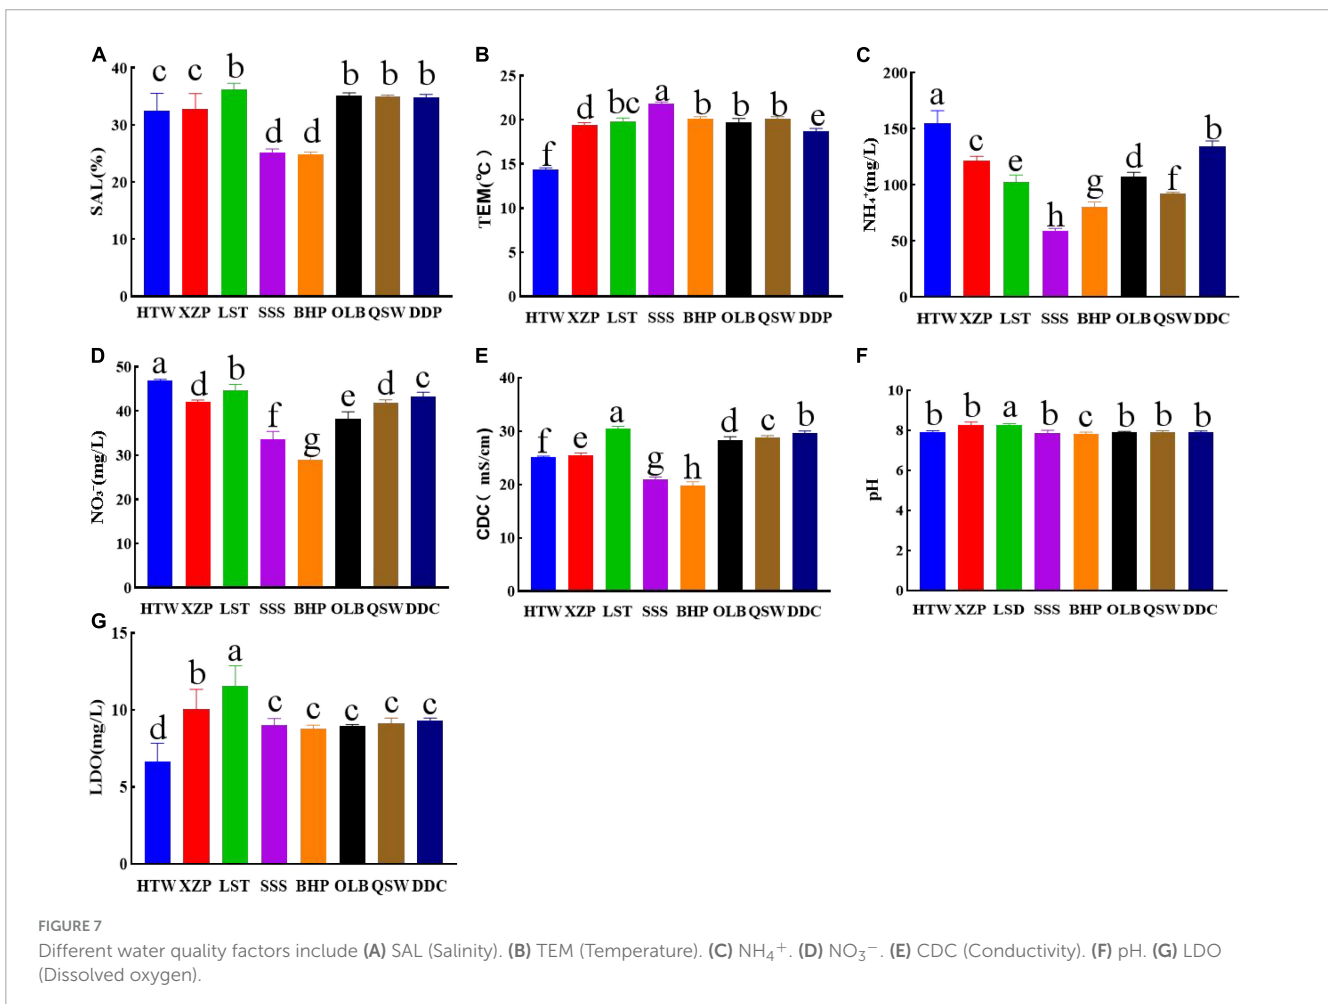 A
SAL(%)
40
30
20
10
0
c c b d d b b b
HTW XZP LST SSS BHP OLB QSW DDP
B
TEM(℃)
25
20
15
10
5
0
f d bc a b b b e
HTW XZP LST SSS BHP OLB QSW DDP
C
NH₄⁺(mg/L)
200
150
100
50
0
a c e h g d f b
HTW XZP LST SSS BHP OLB QSW DDC
D
NO₃⁻(mg/L)
50
40
30
20
10
0
a d b f g e d c
HTW XZP LST SSS BHP OLB QSW DDC
E
CDC( mS/cm)
40
30
20
10
0
f e a g h d c b
HTW XZP LST SSS BHP OLB QSW DDC
F
pH
10
8
6
4
2
0
b b a b c b b b
HTW XZP LSD SSS BHP OLB QSW DDC
G
LDO(mg/L)
15
10
5
0
d b a c c c c c
HTW XZP LST SSS BHP OLB QSW DDC
FIGURE 7
Different water quality factors include (A) SAL (Salinity). (B) TEM (Temperature). (C) NH₄⁺. (D) NO₃⁻. (E) CDC (Conductivity). (F) pH. (G) LDO
(Dissolved oxygen).